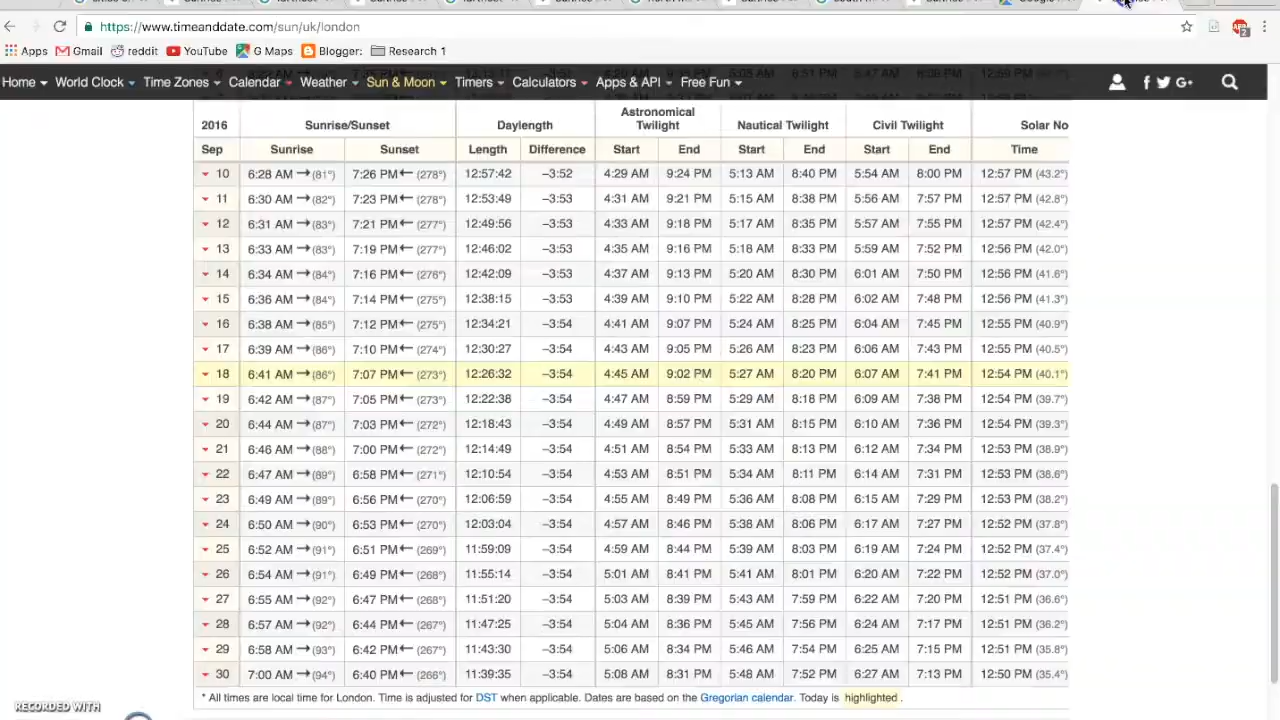 https://www.timeanddate.com/sun/uk/london
Apps Gmail reddit YouTube G Maps Blogger: Research 1
Home World Clock Time Zones Calendar Weather Sun & Moon Timers Calculators Apps & API Free Fun
2016 Sunrise/Sunset Daylength Astronomical Twilight Nautical Twilight Civil Twilight Solar No
Sep Sunrise Sunset Length Difference Start End Start End Start End Time
10 6:28 AM → (81°) 7:26 PM ← (278°) 12:57:42 −3:52 4:29 AM 9:24 PM 5:13 AM 8:40 PM 5:54 AM 8:00 PM 12:57 PM (43.2°)
11 6:30 AM → (82°) 7:23 PM ← (278°) 12:53:49 −3:53 4:31 AM 9:21 PM 5:15 AM 8:38 PM 5:56 AM 7:57 PM 12:57 PM (42.8°)
12 6:31 AM → (83°) 7:21 PM ← (277°) 12:49:56 −3:53 4:33 AM 9:18 PM 5:17 AM 8:35 PM 5:57 AM 7:55 PM 12:57 PM (42.4°)
13 6:33 AM → (83°) 7:19 PM ← (277°) 12:46:02 −3:53 4:35 AM 9:16 PM 5:18 AM 8:33 PM 5:59 AM 7:52 PM 12:56 PM (42.0°)
14 6:34 AM → (84°) 7:16 PM ← (276°) 12:42:09 −3:53 4:37 AM 9:13 PM 5:20 AM 8:30 PM 6:01 AM 7:50 PM 12:56 PM (41.6°)
15 6:36 AM → (84°) 7:14 PM ← (275°) 12:38:15 −3:53 4:39 AM 9:10 PM 5:22 AM 8:28 PM 6:02 AM 7:48 PM 12:56 PM (41.3°)
16 6:38 AM → (85°) 7:12 PM ← (275°) 12:34:21 −3:54 4:41 AM 9:07 PM 5:24 AM 8:25 PM 6:04 AM 7:45 PM 12:55 PM (40.9°)
17 6:39 AM → (86°) 7:10 PM ← (274°) 12:30:27 −3:54 4:43 AM 9:05 PM 5:26 AM 8:23 PM 6:06 AM 7:43 PM 12:55 PM (40.5°)
18 6:41 AM → (86°) 7:07 PM ← (273°) 12:26:32 −3:54 4:45 AM 9:02 PM 5:27 AM 8:20 PM 6:07 AM 7:41 PM 12:54 PM (40.1°)
19 6:42 AM → (87°) 7:05 PM ← (273°) 12:22:38 −3:54 4:47 AM 8:59 PM 5:29 AM 8:18 PM 6:09 AM 7:38 PM 12:54 PM (39.7°)
20 6:44 AM → (87°) 7:03 PM ← (272°) 12:18:43 −3:54 4:49 AM 8:57 PM 5:31 AM 8:15 PM 6:10 AM 7:36 PM 12:54 PM (39.3°)
21 6:46 AM → (88°) 7:00 PM ← (272°) 12:14:49 −3:54 4:51 AM 8:54 PM 5:33 AM 8:13 PM 6:12 AM 7:34 PM 12:53 PM (38.9°)
22 6:47 AM → (89°) 6:58 PM ← (271°) 12:10:54 −3:54 4:53 AM 8:51 PM 5:34 AM 8:11 PM 6:14 AM 7:31 PM 12:53 PM (38.6°)
23 6:49 AM → (89°) 6:56 PM ← (270°) 12:06:59 −3:54 4:55 AM 8:49 PM 5:36 AM 8:08 PM 6:15 AM 7:29 PM 12:53 PM (38.2°)
24 6:50 AM → (90°) 6:53 PM ← (270°) 12:03:04 −3:54 4:57 AM 8:46 PM 5:38 AM 8:06 PM 6:17 AM 7:27 PM 12:52 PM (37.8°)
25 6:52 AM → (91°) 6:51 PM ← (269°) 11:59:09 −3:54 4:59 AM 8:44 PM 5:39 AM 8:03 PM 6:19 AM 7:24 PM 12:52 PM (37.4°)
26 6:54 AM → (91°) 6:49 PM ← (268°) 11:55:14 −3:54 5:01 AM 8:41 PM 5:41 AM 8:01 PM 6:20 AM 7:22 PM 12:52 PM (37.0°)
27 6:55 AM → (92°) 6:47 PM ← (268°) 11:51:20 −3:54 5:03 AM 8:39 PM 5:43 AM 7:59 PM 6:22 AM 7:20 PM 12:51 PM (36.6°)
28 6:57 AM → (92°) 6:44 PM ← (267°) 11:47:25 −3:54 5:04 AM 8:36 PM 5:45 AM 7:56 PM 6:24 AM 7:17 PM 12:51 PM (36.2°)
29 6:58 AM → (93°) 6:42 PM ← (267°) 11:43:30 −3:54 5:06 AM 8:34 PM 5:46 AM 7:54 PM 6:25 AM 7:15 PM 12:51 PM (35.8°)
30 7:00 AM → (94°) 6:40 PM ← (266°) 11:39:35 −3:54 5:08 AM 8:31 PM 5:48 AM 7:52 PM 6:27 AM 7:13 PM 12:50 PM (35.4°)
* All times are local time for London. Time is adjusted for DST when applicable. Dates are based on the Gregorian calendar. Today is highlighted .
RECORDED WITH